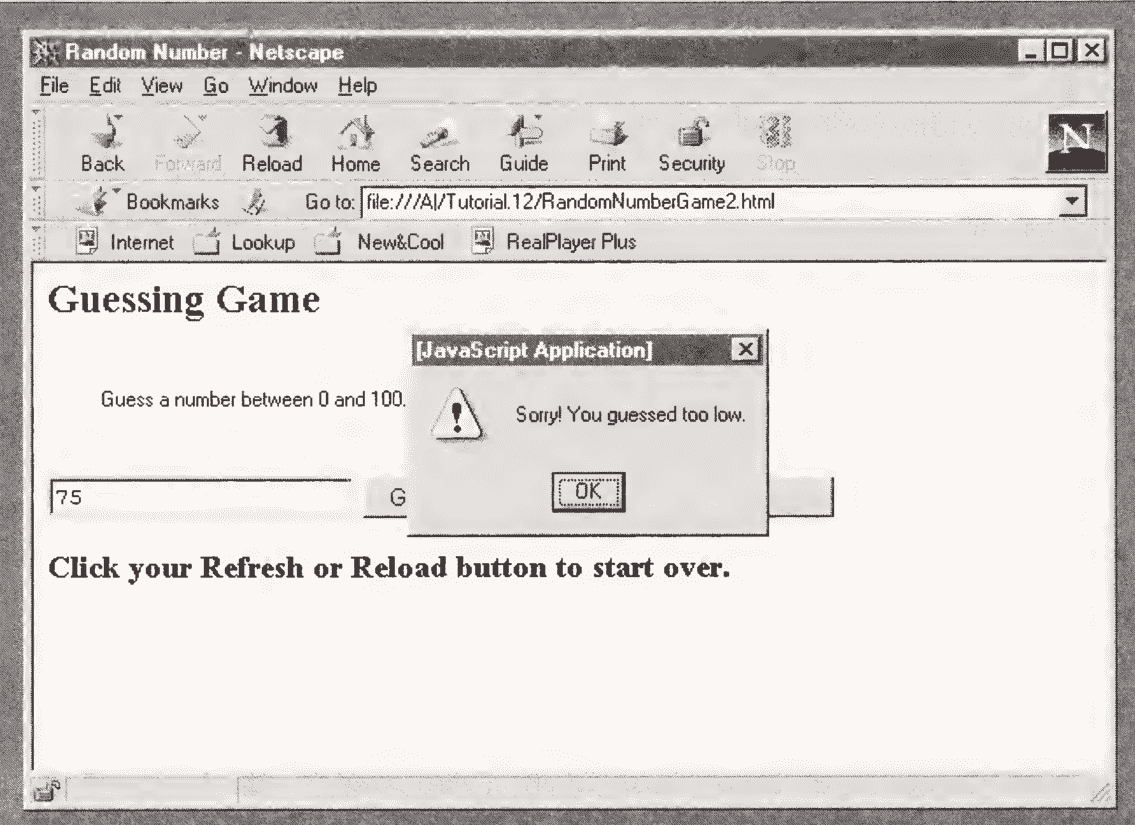 Random Number - Netscape
File Edit View Go Window Help
Back Forward Reload Home Search Guide Print Security Stop
N
Bookmarks Go to: file:///A|/Tutorial.12/RandomNumberGame2.html
Internet Lookup New&Cool RealPlayer Plus
Guessing Game
[JavaScript Application]
Guess a number between 0 and 100.
Sorry! You guessed too low.
75 G
OK
Click your Refresh or Reload button to start over.